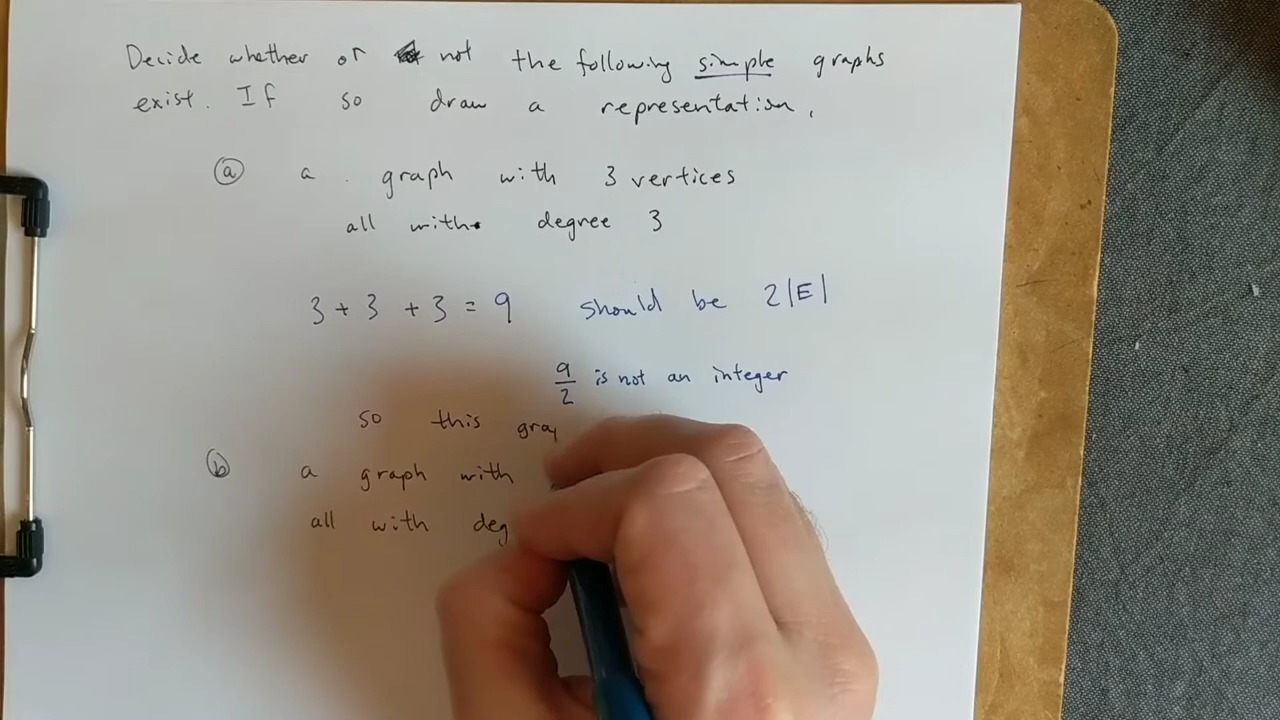 Decide whether or not the following simple graphs
exist. If so draw a representation.
ⓐ a graph with 3 vertices
all with degree 3
3 + 3 + 3 = 9 should be 2|E|
9/2 is not an integer
so this grap
ⓑ a graph with
all with deg